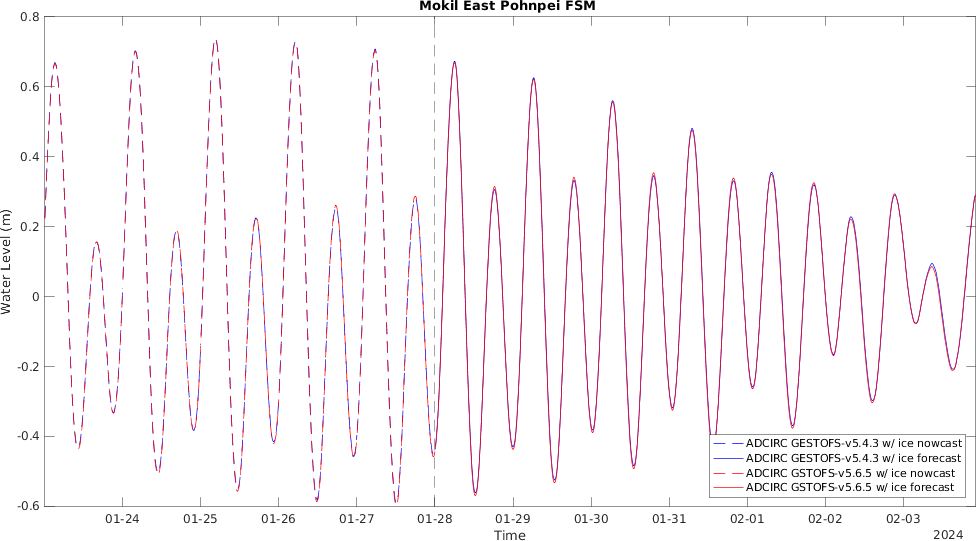 Mokil East Pohnpei FSM
0.8
0.6
0.4
0.2
0
-0.2
-0.4
-0.6
Water Level (m)
01-24 01-25 01-26 01-27 01-28 01-29 01-30 01-31 02-01 02-02 02-03
Time
2024
ADCIRC GESTOFS-v5.4.3 w/ ice nowcast
ADCIRC GESTOFS-v5.4.3 w/ ice forecast
ADCIRC GSTOFS-v5.6.5 w/ ice nowcast
ADCIRC GSTOFS-v5.6.5 w/ ice forecast